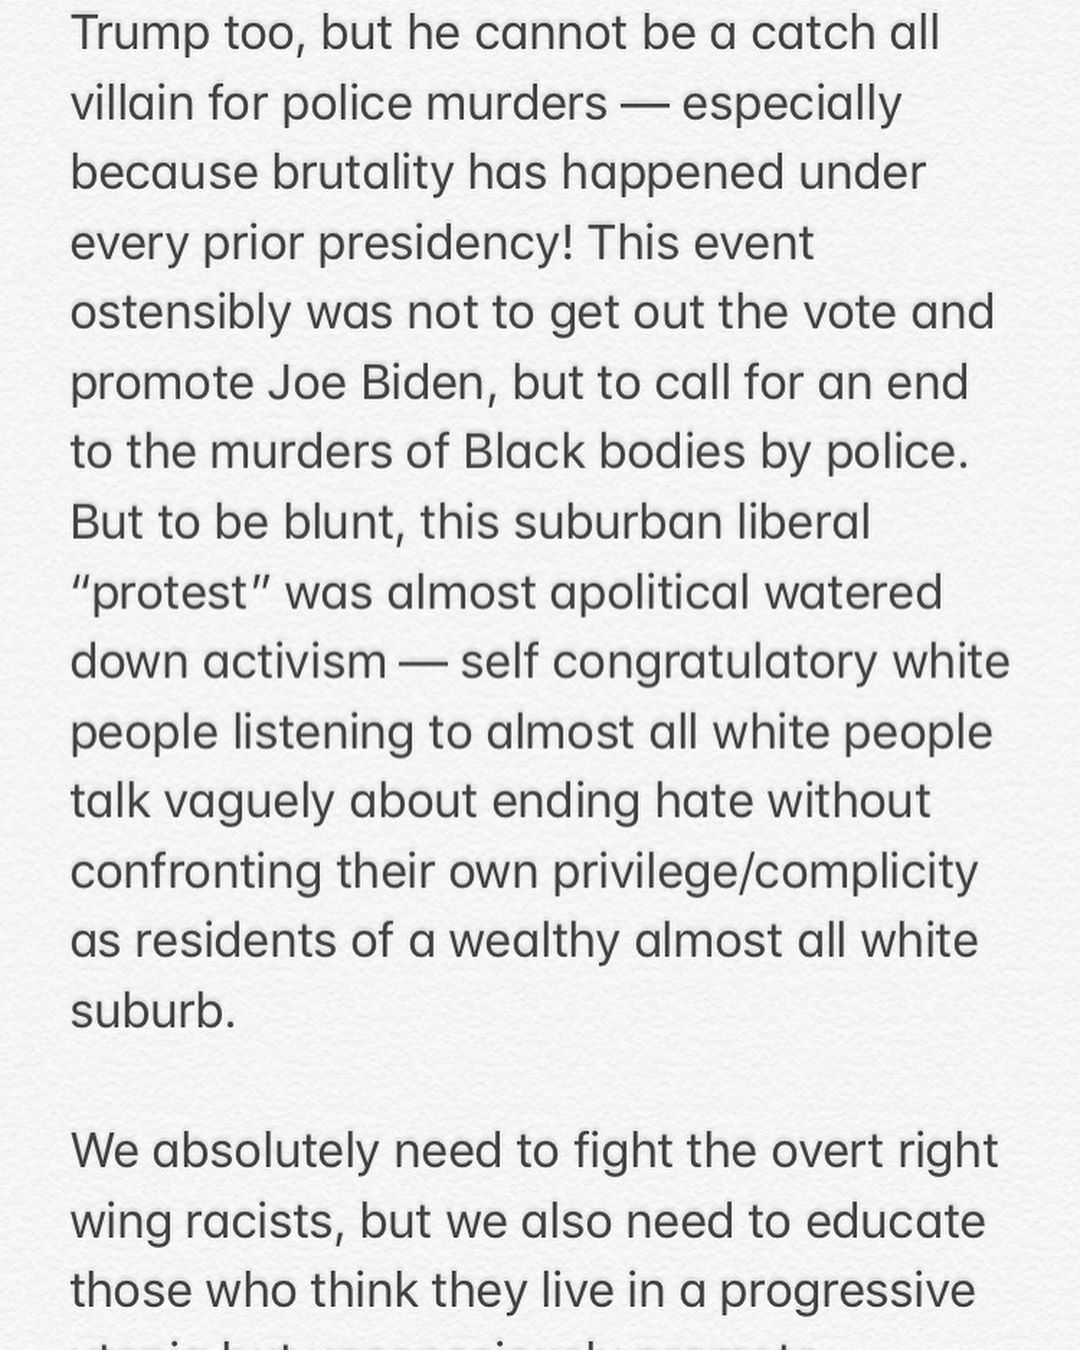 Trump too, but he cannot be a catch all
villain for police murders — especially
because brutality has happened under
every prior presidency! This event
ostensibly was not to get out the vote and
promote Joe Biden, but to call for an end
to the murders of Black bodies by police.
But to be blunt, this suburban liberal
“protest” was almost apolitical watered
down activism — self congratulatory white
people listening to almost all white people
talk vaguely about ending hate without
confronting their own privilege/complicity
as residents of a wealthy almost all white
suburb.
We absolutely need to fight the overt right
wing racists, but we also need to educate
those who think they live in a progressive